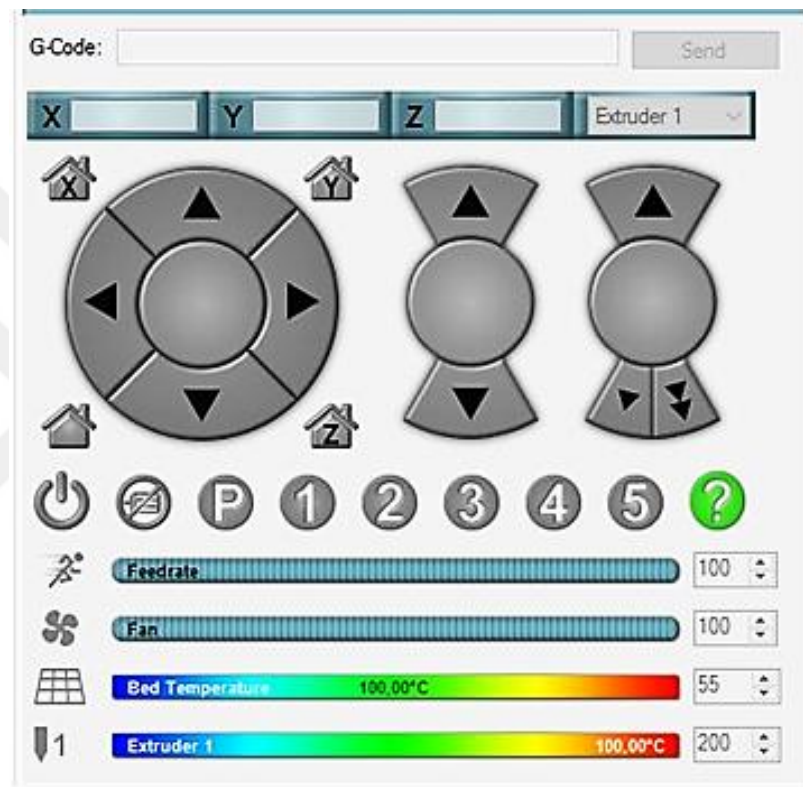 G-Code: Send
X Y Z Extruder 1
X Y
Z
P 1 2 3 4 5 ?
Feedrate 100
Fan 100
Bed Temperature 100,00°C 55
1 Extruder 1 100,00°C 200